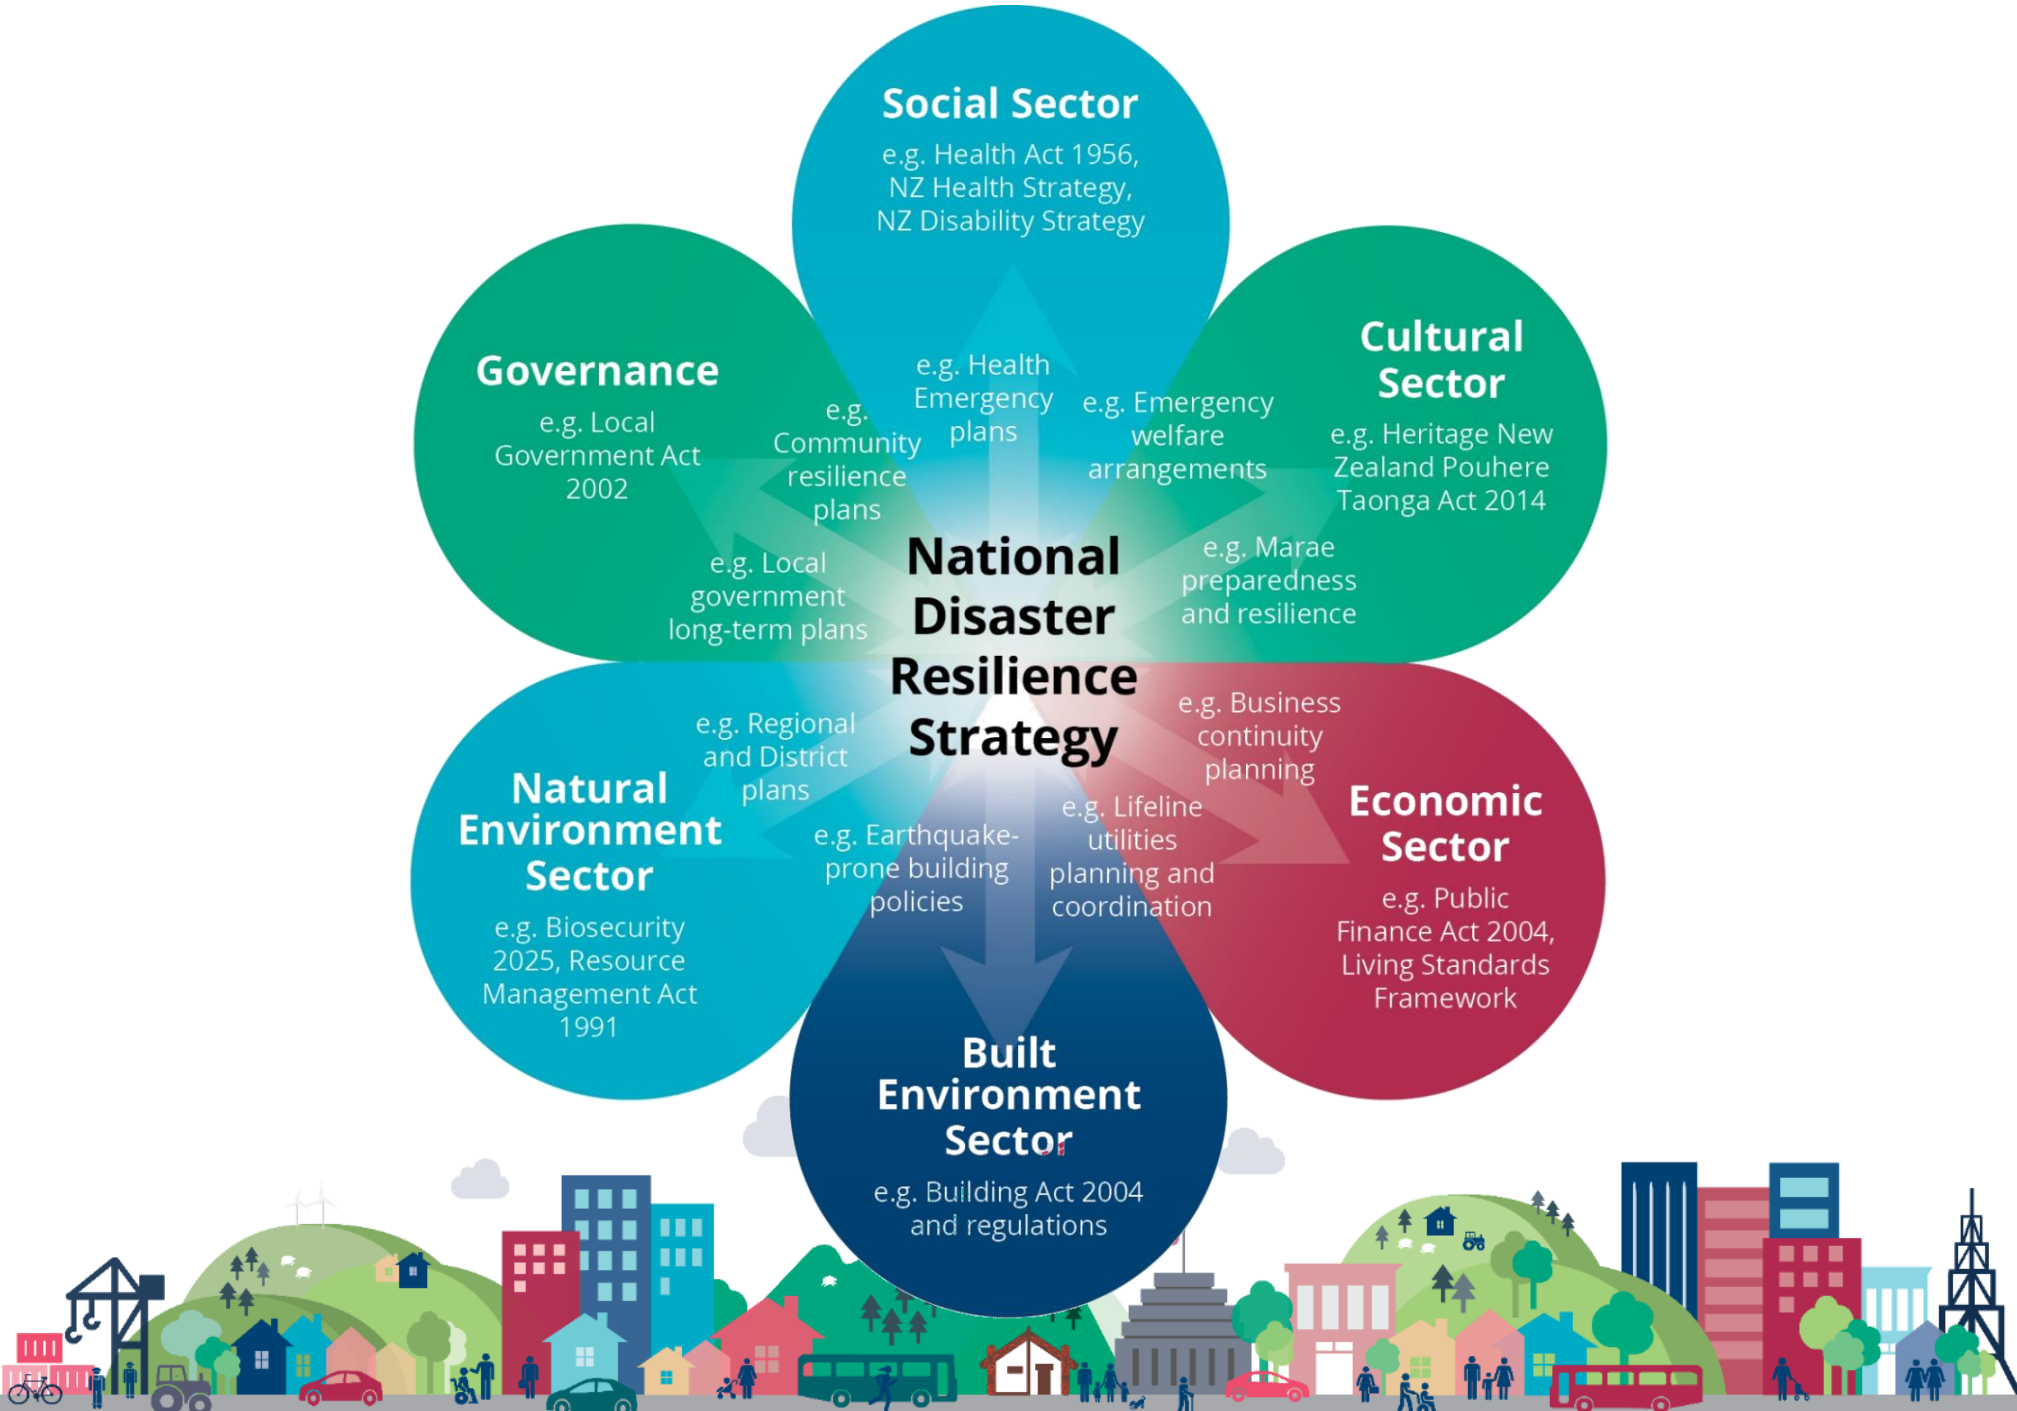 Social Sector
e.g. Health Act 1956,
NZ Health Strategy,
NZ Disability Strategy
Governance
e.g. Local
Government Act
2002
Cultural
Sector
e.g. Heritage New
Zealand Pouhere
Taonga Act 2014
e.g.
Community
resilience
plans
e.g. Health
Emergency
plans
e.g. Emergency
welfare
arrangements
e.g. Local
government
long-term plans
National
Disaster
Resilience
Strategy
e.g. Marae
preparedness
and resilience
e.g. Regional
and District
plans
e.g. Business
continuity
planning
e.g. Earthquake-
prone building
policies
e.g. Lifeline
utilities
planning and
coordination
Natural
Environment
Sector
e.g. Biosecurity
2025, Resource
Management Act
1991
Economic
Sector
e.g. Public
Finance Act 2004,
Living Standards
Framework
Built
Environment
Sector
e.g. Building Act 2004
and regulations